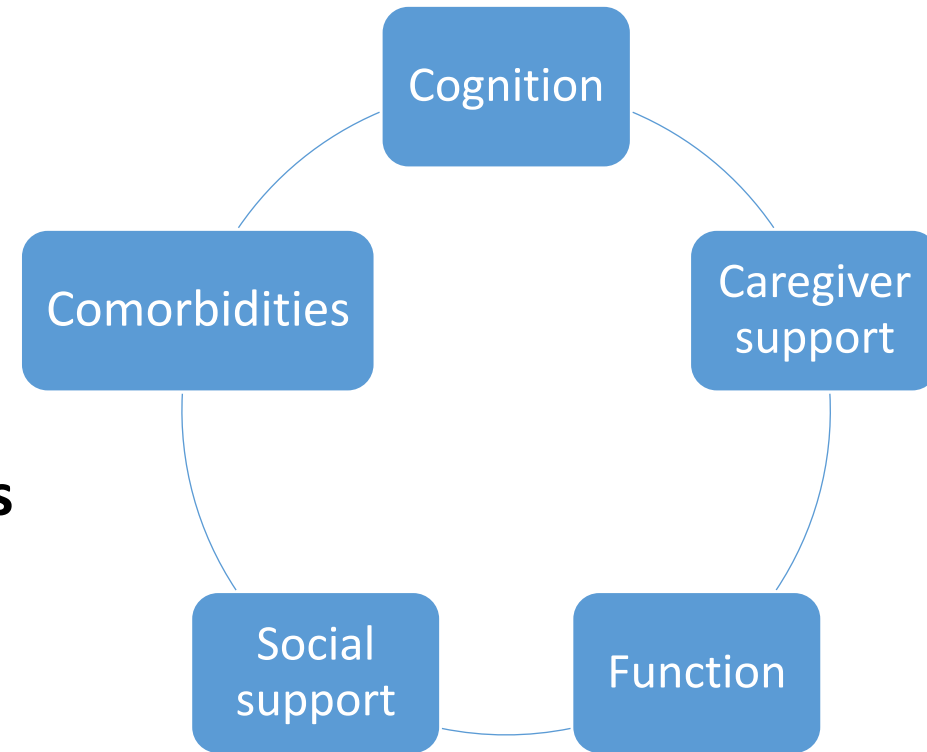 Cognition
Caregiver
support
Comorbidities
s
Social
support
Function